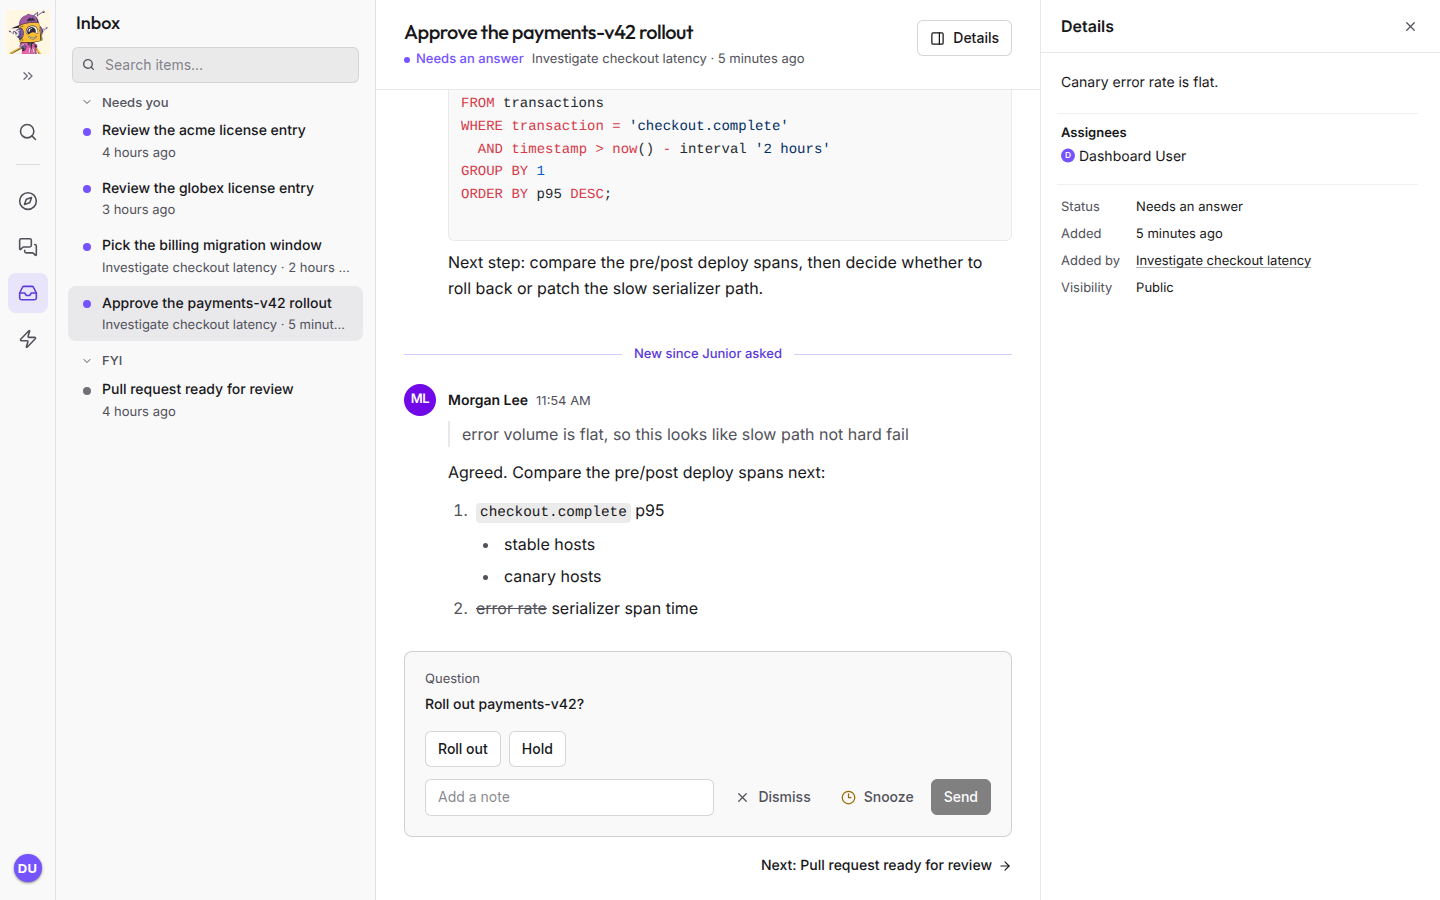 Inbox
Search items...
Needs you
Review the acme license entry
4 hours ago
Review the globex license entry
3 hours ago
Pick the billing migration window
Investigate checkout latency · 2 hours ...
Approve the payments-v42 rollout
Investigate checkout latency · 5 minut...
FYI
Pull request ready for review
4 hours ago
DU
Approve the payments-v42 rollout
Needs an answer Investigate checkout latency · 5 minutes ago
Details
FROM transactions
WHERE transaction = 'checkout.complete'
AND timestamp > now() - interval '2 hours'
GROUP BY 1
ORDER BY p95 DESC;
Next step: compare the pre/post deploy spans, then decide whether to
roll back or patch the slow serializer path.
New since Junior asked
ML
Morgan Lee 11:54 AM
error volume is flat, so this looks like slow path not hard fail
Agreed. Compare the pre/post deploy spans next:
1. checkout.complete p95
• stable hosts
• canary hosts
2. error rate serializer span time
Question
Roll out payments-v42?
Roll out Hold
Add a note
Dismiss Snooze Send
Next: Pull request ready for review →
Details
Canary error rate is flat.
Assignees
D Dashboard User
Status Needs an answer
Added 5 minutes ago
Added by Investigate checkout latency
Visibility Public